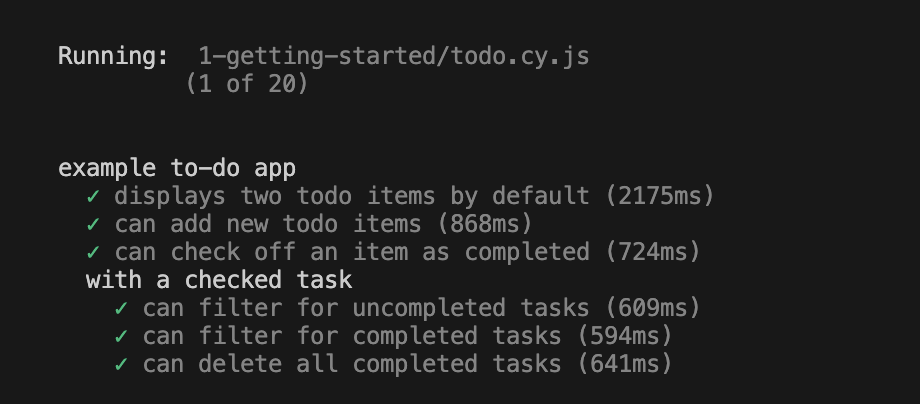 Running:  1-getting-started/todo.cy.js
(1 of 20)
example to-do app
✓ displays two todo items by default (2175ms)
✓ can add new todo items (868ms)
✓ can check off an item as completed (724ms)
with a checked task
✓ can filter for uncompleted tasks (609ms)
✓ can filter for completed tasks (594ms)
✓ can delete all completed tasks (641ms)